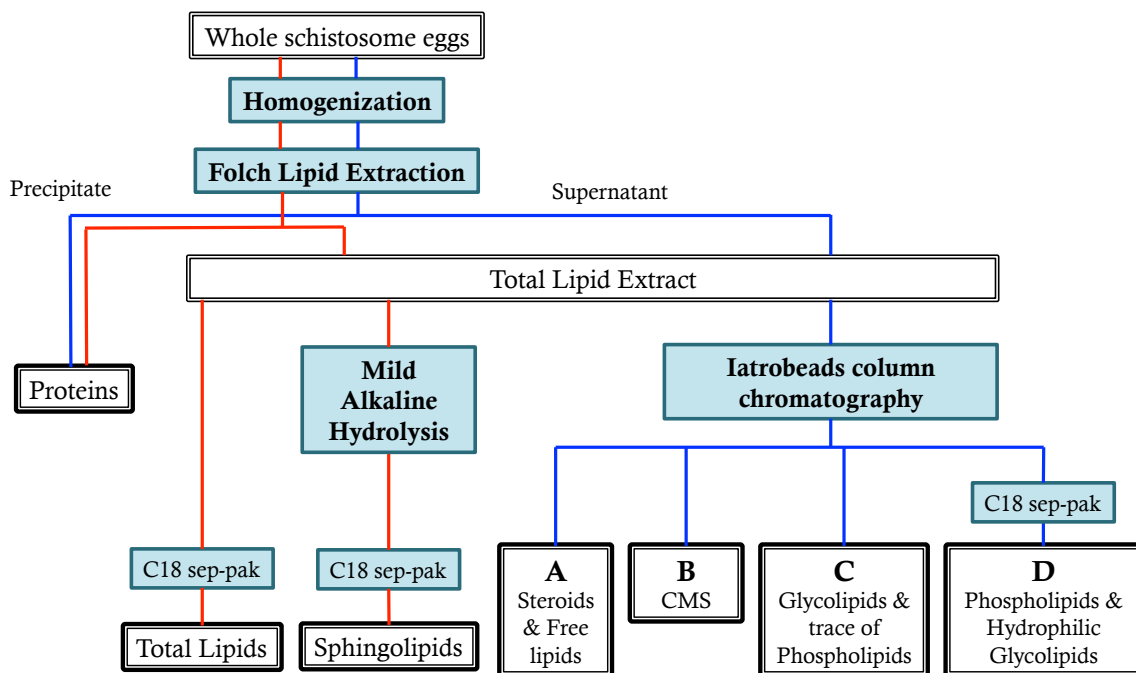 Whole schistosome eggs
Homogenization
Folch Lipid Extraction
Precipitate
Supernatant
Total Lipid Extract
Proteins
Mild
Alkaline
Hydrolysis
Iatrobeads column
chromatography
C18 sep-pak
C18 sep-pak
C18 sep-pak
Total Lipids
Sphingolipids
A
Steroids
& Free
lipids
B
CMS
C
Glycolipids &
trace of
Phospholipids
D
Phospholipids &
Hydrophilic
Glycolipids